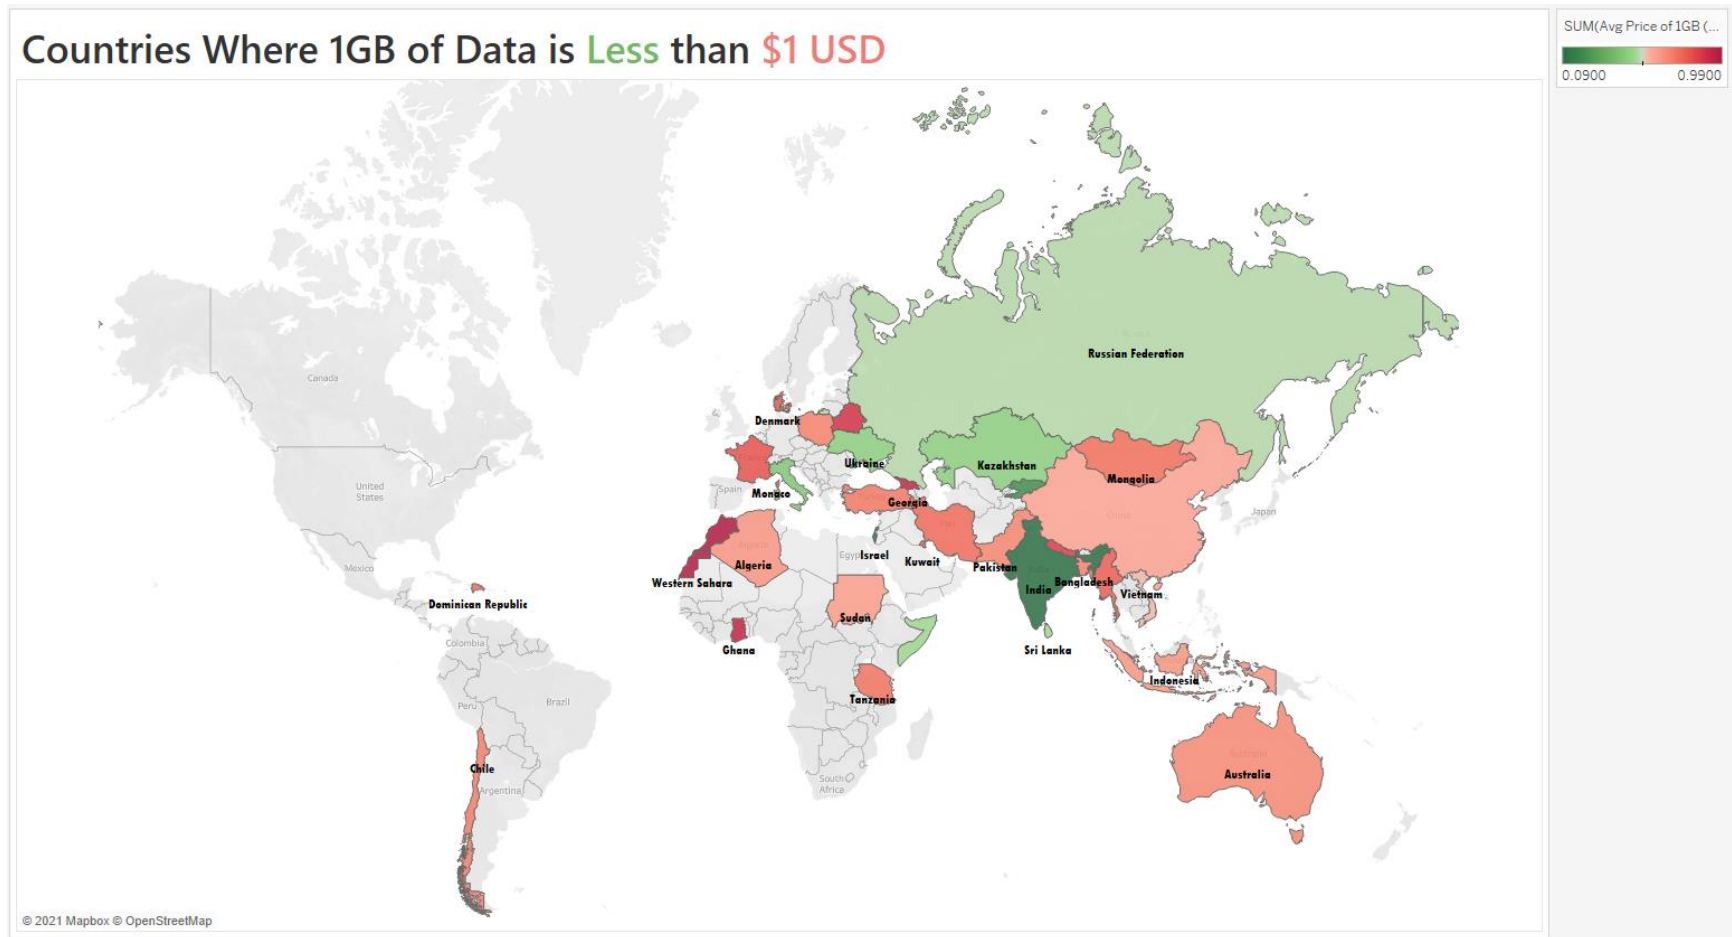 Countries Where 1GB of Data is Less than $1 USD
SUM(Avg Price of 1GB (...
0.0900 0.9900
Russian Federation
Canada
Denmark
Ukraine
Kazakhstan
Mongolia
United
States
Spain
Monaco
Georgia
Japan
China
Iran
Mexico
Algeria
Egypt
Israel
Kuwait
Pakistan
Western Sahara
India
Bangladesh
Vietnam
Dominican Republic
Sudan
Colombia
Ghana
Sri Lanka
Indonesia
Tanzania
Peru
Brazil
Chile
Australia
Australia
Argentina
South
Africa
© 2021 Mapbox © OpenStreetMap